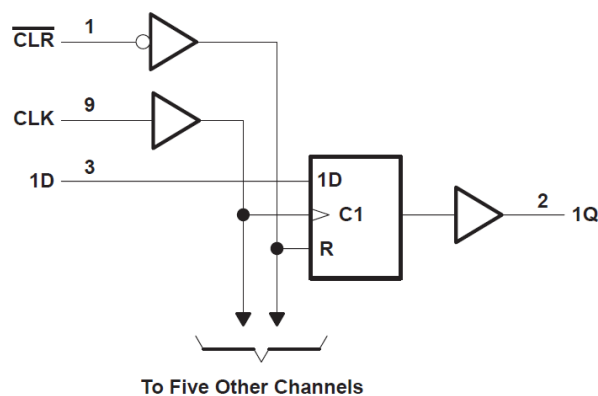 CLR 1
CLK 9
1D 3
1D
C1
R
2 1Q
To Five Other Channels